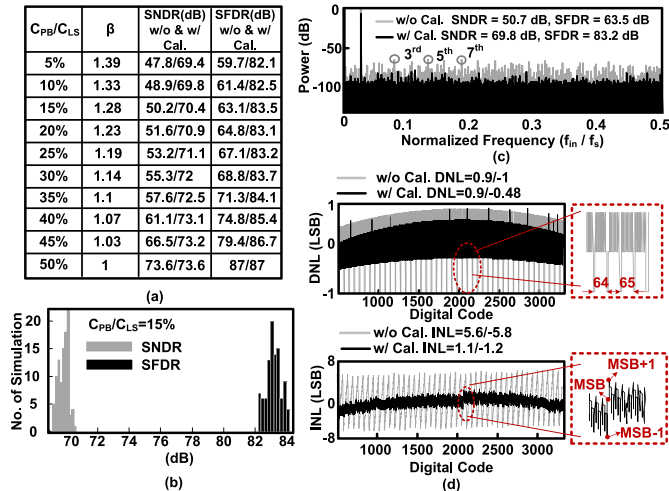 C_PB/C_LS β SNDR(dB) w/o & w/ Cal. SFDR(dB) w/o & w/ Cal.
5% 1.39 47.8/69.4 59.7/82.1
10% 1.33 48.9/69.8 61.4/82.5
15% 1.28 50.2/70.4 63.1/83.5
20% 1.23 51.6/70.9 64.8/83.1
25% 1.19 53.2/71.1 67.1/83.2
30% 1.14 55.3/72 68.8/83.7
35% 1.1 57.6/72.5 71.3/84.1
40% 1.07 61.1/73.1 74.8/85.4
45% 1.03 66.5/73.2 79.4/86.7
50% 1 73.6/73.6 87/87
(a)
No. of Simulation
20
10
0
C_PB/C_LS=15%
SNDR
SFDR
70 72 74 76 78 80 82 84
(dB)
(b)
Power (dB)
0
-100
w/o Cal. SNDR = 50.7 dB, SFDR = 63.5 dB
w/ Cal. SNDR = 69.8 dB, SFDR = 83.2 dB
3rd 5th 7th
0 0.1 0.2 0.3 0.4 0.5
Normalized Frequency (f_in / f_s)
(c)
w/o Cal. DNL=0.9/-1
w/ Cal. DNL=0.9/-0.48
DNL (LSB)
1
0
-1
1000 1500 2000 2500 3000
Digital Code
64 65
w/o Cal. INL=5.6/-5.8
w/ Cal. INL=1.1/-1.2
INL (LSB)
8
0
-8
1000 1500 2000 2500 3000
Digital Code
MSB+1
MSB
MSB-1
(d)